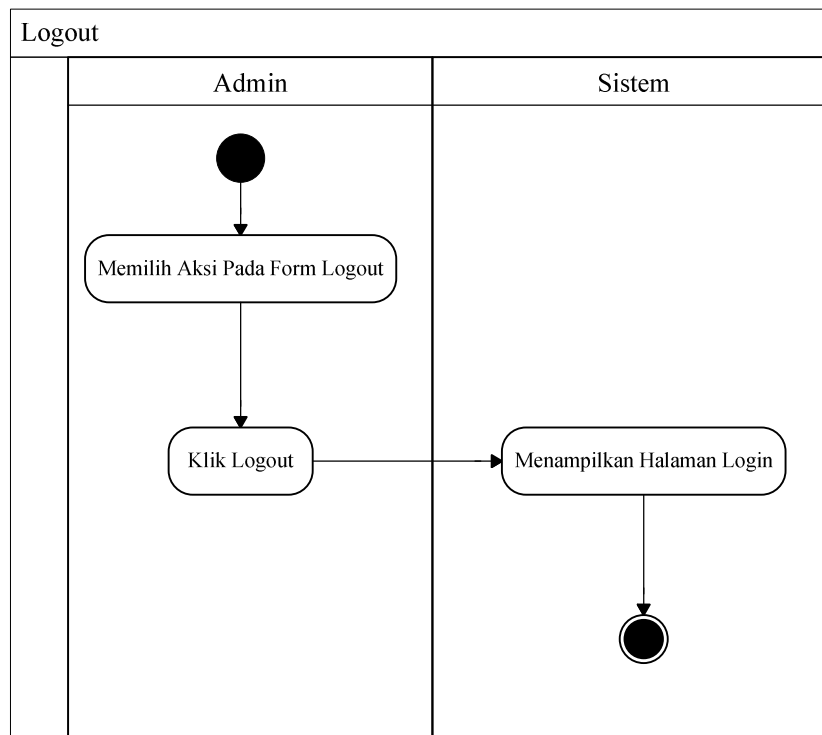 Logout
Admin
Sistem
Memilih Aksi Pada Form Logout
Klik Logout
Menampilkan Halaman Login